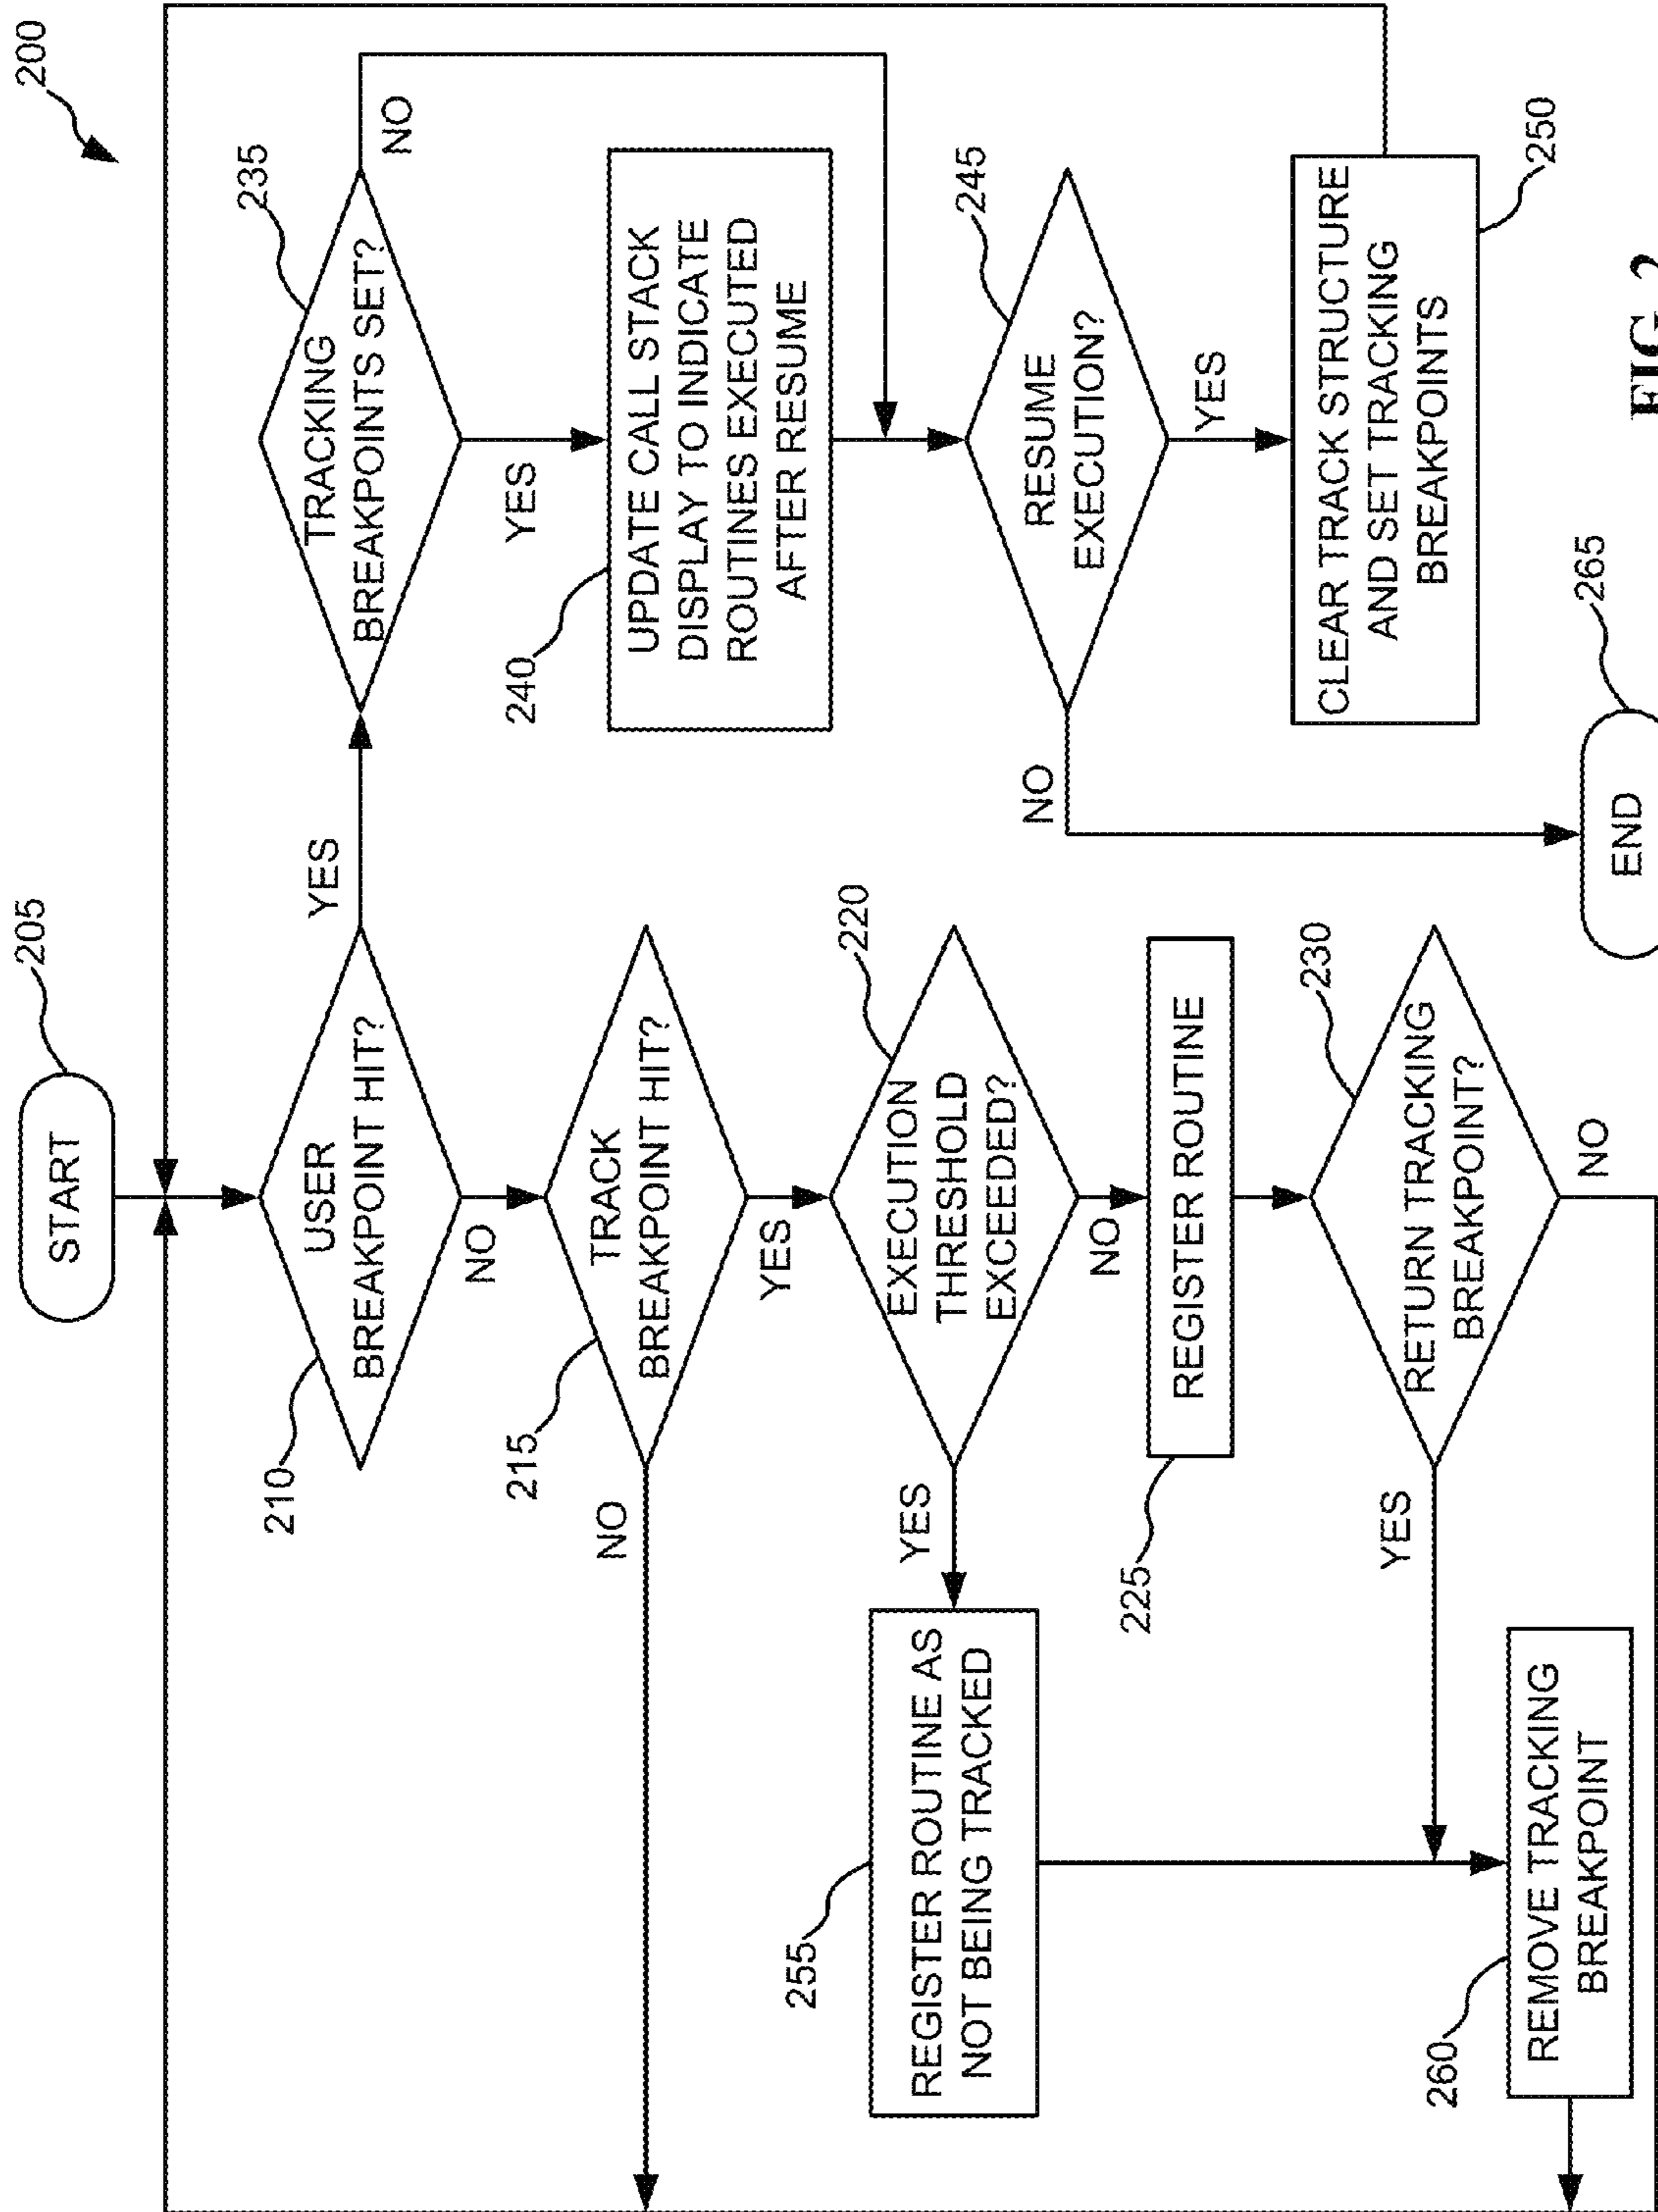 200
START
205
USER
BREAKPOINT HIT?
210
YES
NO
TRACKING
BREAKPOINTS SET?
235
NO
YES
TRACK
BREAKPOINT HIT?
215
NO
YES
UPDATE CALL STACK
DISPLAY TO INDICATE
ROUTINES EXECUTED
AFTER RESUME
240
EXECUTION
THRESHOLD
EXCEEDED?
220
YES
NO
RESUME
EXECUTION?
245
NO
YES
REGISTER ROUTINE AS
NOT BEING TRACKED
255
REGISTER ROUTINE
225
CLEAR TRACK STRUCTURE
AND SET TRACKING
BREAKPOINTS
250
RETURN TRACKING
BREAKPOINT?
230
YES
NO
REMOVE TRACKING
BREAKPOINT
260
END
265
FIG. 2